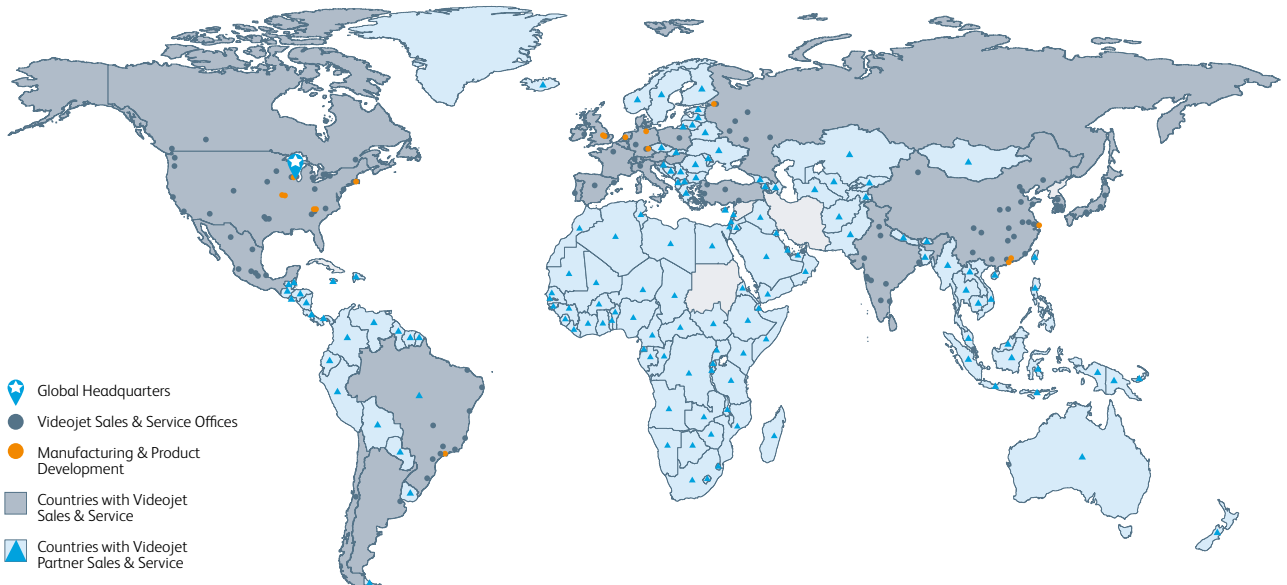 Global Headquarters
Videojet Sales & Service Offices
Manufacturing & Product
Development
Countries with Videojet
Sales & Service
Countries with Videojet
Partner Sales & Service